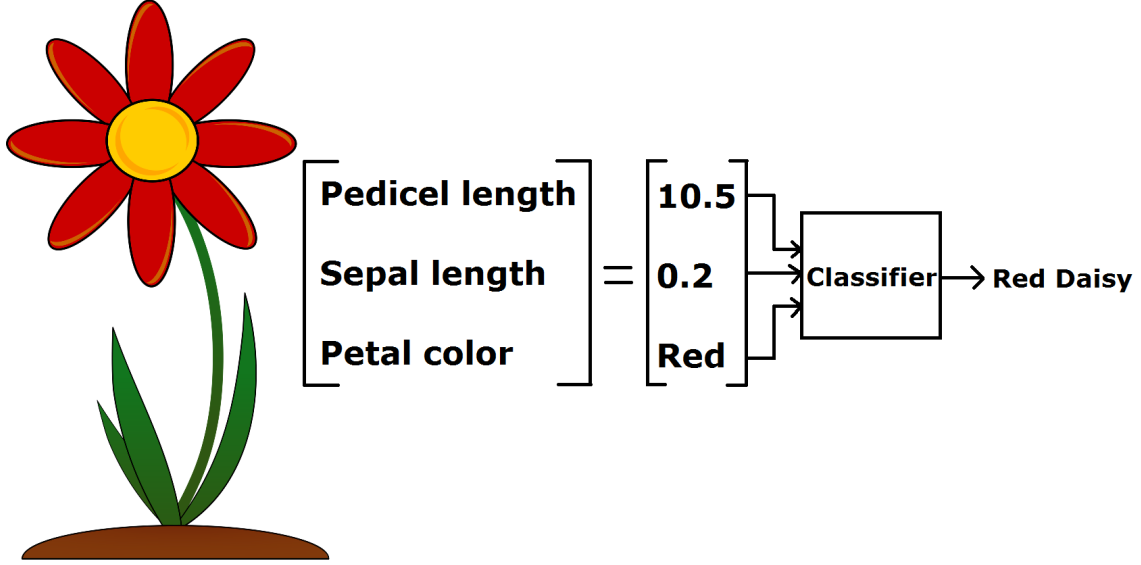 Pedicel length
Sepal length
Petal color
=
10.5
0.2
Red
Classifier
Red Daisy